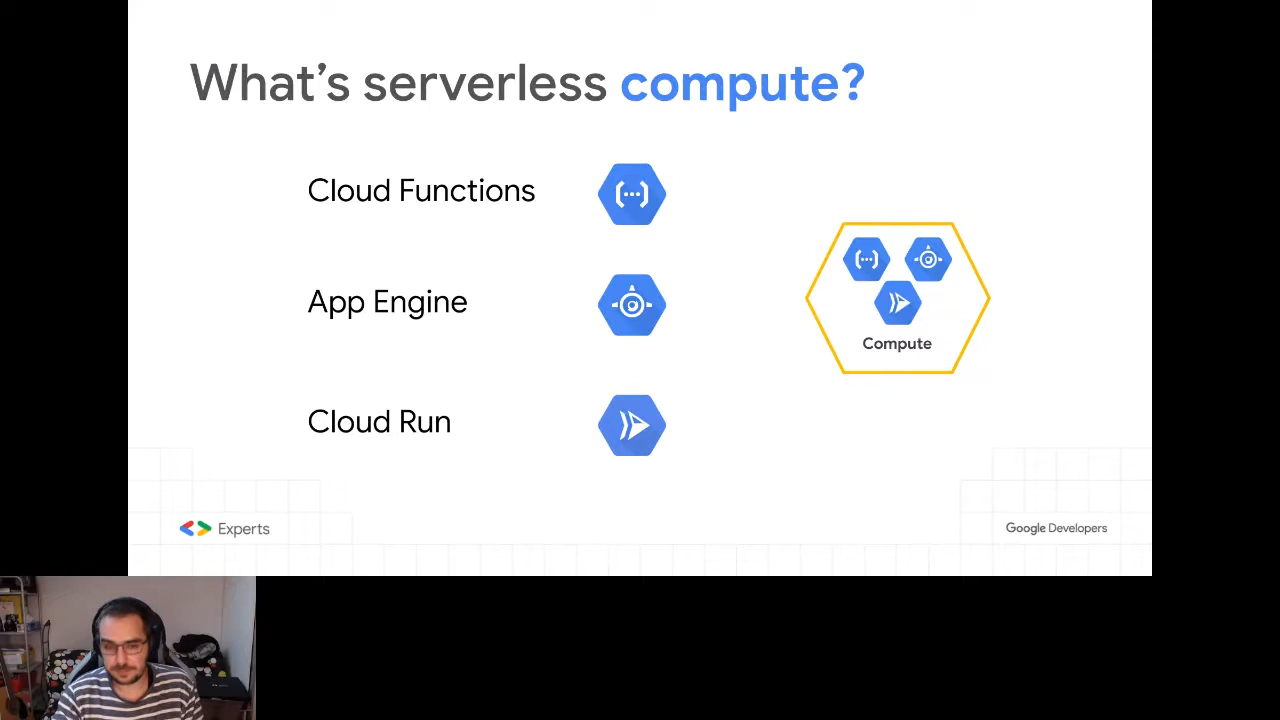 What's serverless compute?
Cloud Functions
App Engine
Cloud Run
Compute
Experts
Google Developers